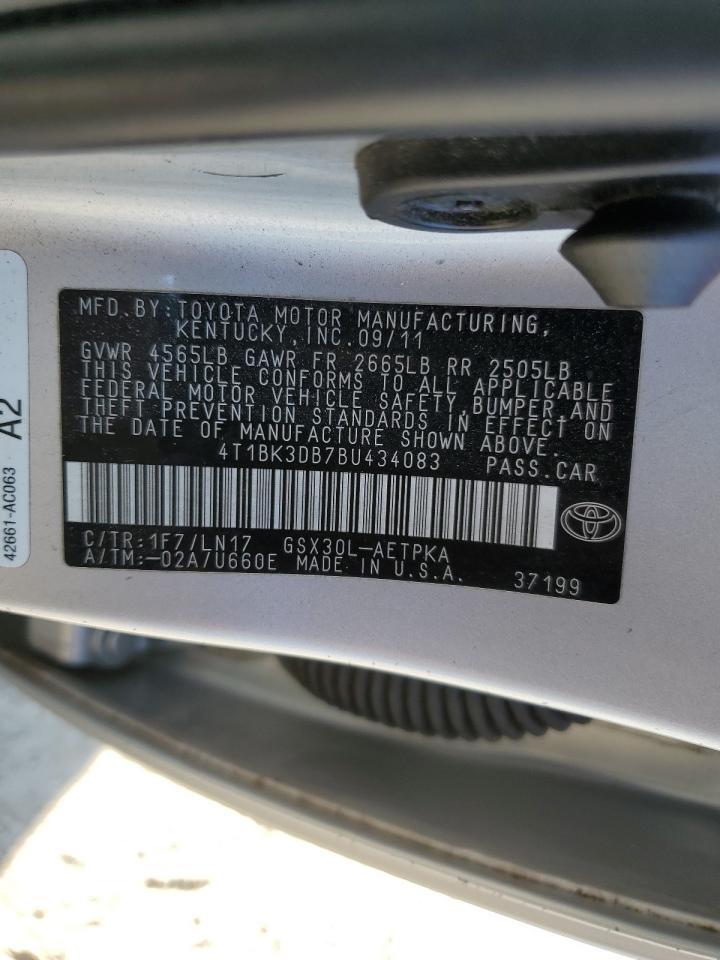 MFD. BY: TOYOTA MOTOR MANUFACTURING,
KENTUCKY, INC. 09/11
GVWR 4565LB GAWR FR 2665LB RR 2505LB
THIS VEHICLE CONFORMS TO ALL APPLICABLE
FEDERAL MOTOR VEHICLE SAFETY, BUMPER, AND
THEFT PREVENTION STANDARDS IN EFFECT ON
THE DATE OF MANUFACTURE SHOWN ABOVE.
4T1BK3DB7BU434083 PASS. CAR
C/TR: 1F7/LN17 GSX30L-AETPKA
A/TM: -02A/U660E MADE IN U.S.A. 37199
42661-AC063 A2